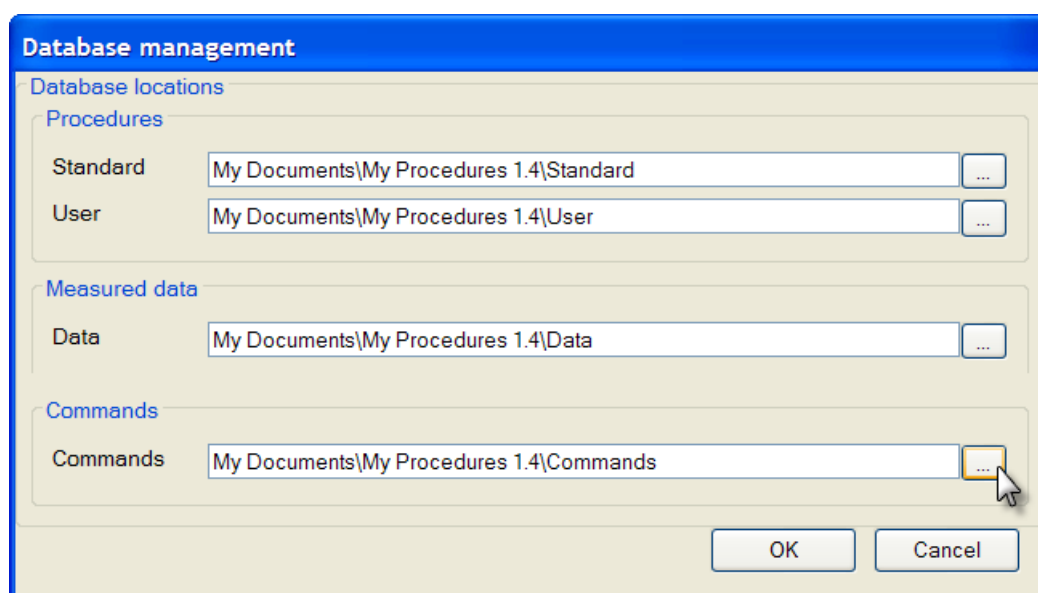 Database management
Database locations
Procedures
Standard My Documents\My Procedures 1.4\Standard ...
User My Documents\My Procedures 1.4\User ...
Measured data
Data My Documents\My Procedures 1.4\Data ...
Commands
Commands My Documents\My Procedures 1.4\Commands ...
OK Cancel